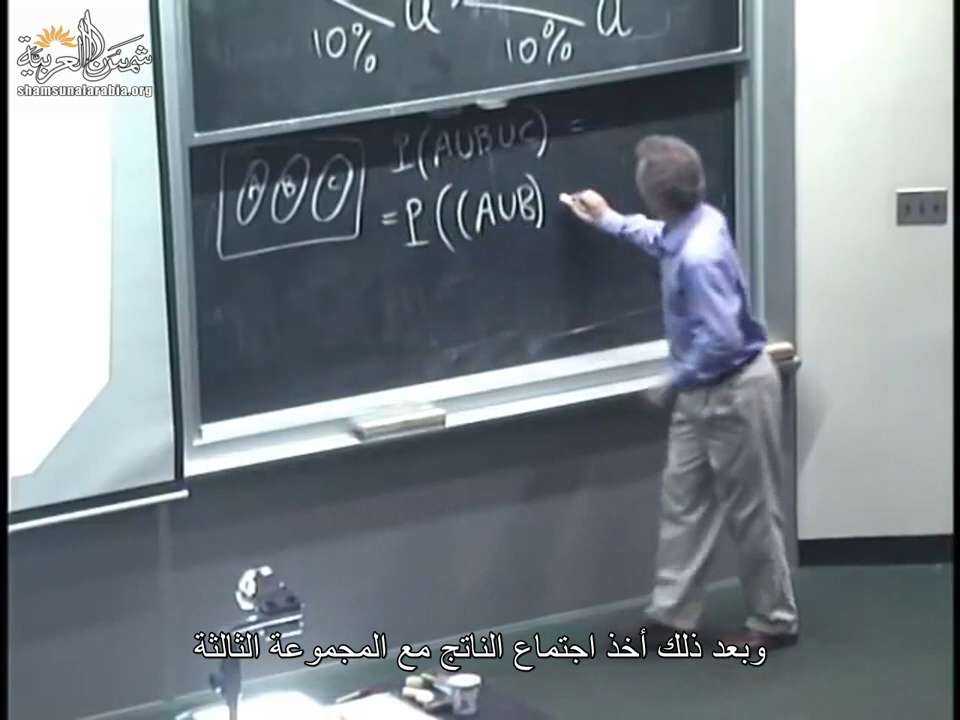 شمس العربية
shamsunalarabia.org
a, a
10% 10%
A B C
P(A∪B∪C) =
= P((A∪B)
وبعد ذلك أخذ اجتماع الناتج مع المجموعة الثالثة